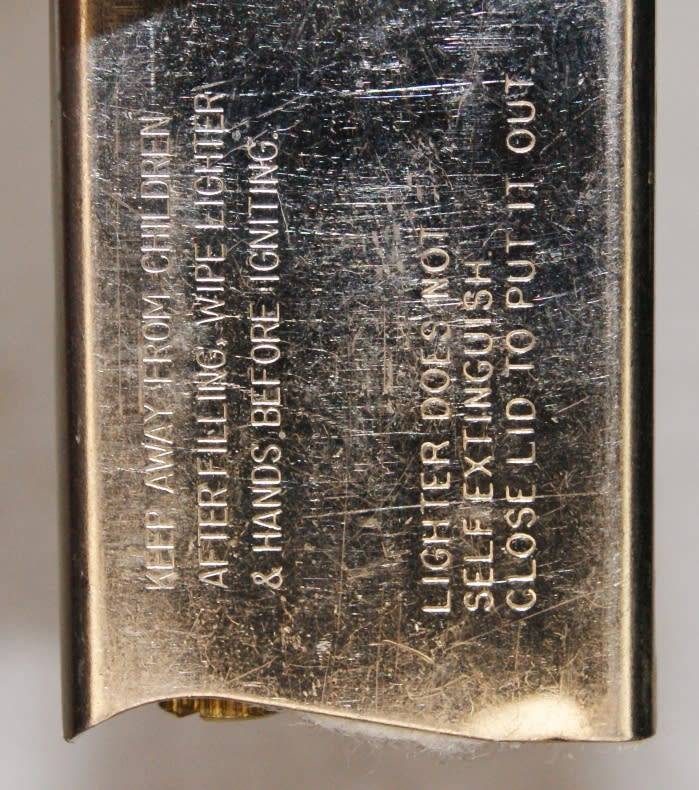 KEEP AWAY FROM CHILDREN
AFTER FILLING, WIPE LIGHTER
& HANDS BEFORE IGNITING.
LIGHTER DOES NOT
SELF EXTINGUISH.
CLOSE LID TO PUT IT OUT